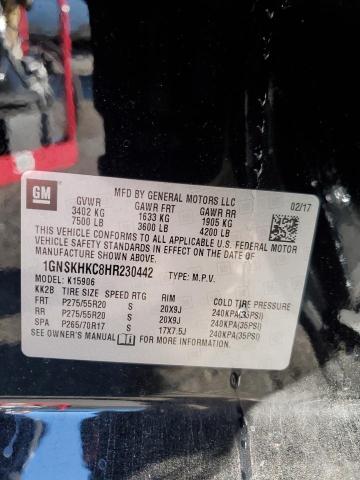 GM
MFD BY GENERAL MOTORS LLC 02/17
GVWR GAWR FRT GAWR RR
3402 KG 1633 KG 1905 KG
7500 LB 3600 LB 4200 LB
THIS VEHICLE CONFORMS TO ALL APPLICABLE U.S. FEDERAL MOTOR
VEHICLE SAFETY STANDARDS IN EFFECT ON THE DATE OF
MANUFACTURE SHOWN ABOVE.
1GNSKHKC8HR230442 TYPE: M.P.V.
MODEL: K15906
KK2B TIRE SIZE SPEED RTG RIM COLD TIRE PRESSURE
FRT P275/55R20 S 20X9J 240KPA(35PSI)
RR P275/55R20 S 20X9J 240KPA(35PSI)
SPA P265/70R17 S 17X7.5J 240KPA(35PSI)
SEE OWNER'S MANUAL FOR MORE INFORMATION.